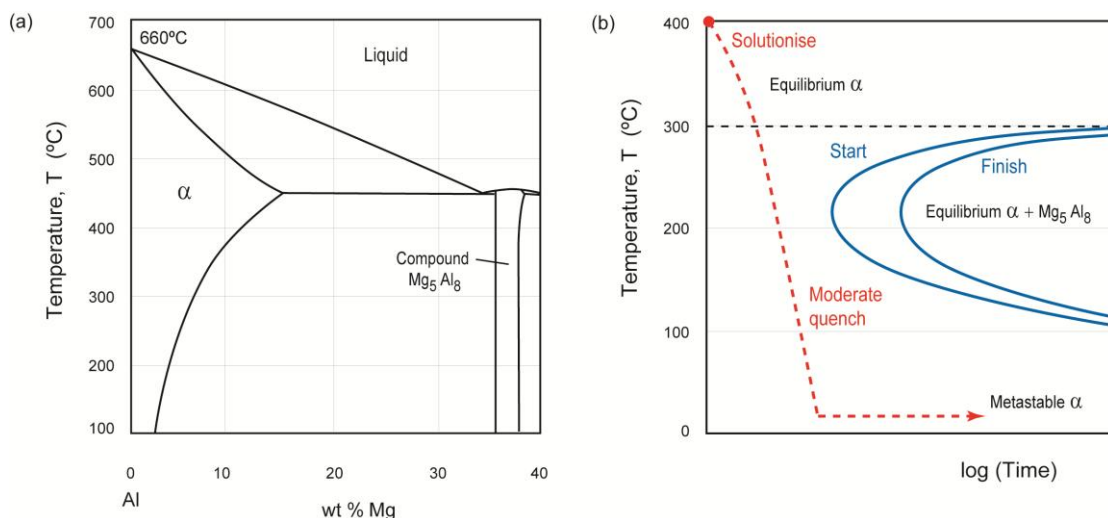 (a)
700
660ºC
Liquid
600
500
α
400
Compound
Mg5 Al8
300
200
100
Temperature, T (ºC)
0 10 20 30 40
Al
wt % Mg
(b)
400
Solutionise
Equilibrium α
300
Start
Finish
Equilibrium α + Mg5 Al8
200
Moderate
quench
100
Metastable α
0
Temperature, T (ºC)
log (Time)